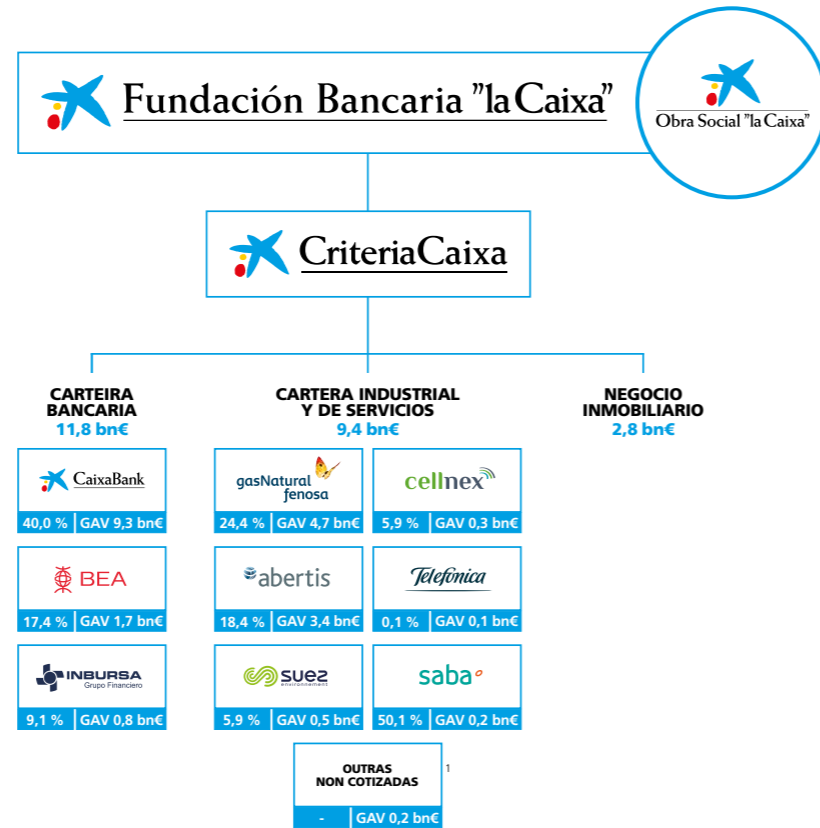 Fundación Bancaria "la Caixa"
Obra Social "la Caixa"
CriteriaCaixa
CARTEIRA
BANCARIA
11,8 bn€
CARTERA INDUSTRIAL
Y DE SERVICIOS
9,4 bn€
NEGOCIO
INMOBILIARIO
2,8 bn€
CaixaBank
40,0 % GAV 9,3 bn€
gasNatural
fenosa
24,4 % GAV 4,7 bn€
cellnex
5,9 % GAV 0,3 bn€
BEA
17,4 % GAV 1,7 bn€
abertis
18,4 % GAV 3,4 bn€
Telefónica
0,1 % GAV 0,1 bn€
INBURSA
Grupo Financiero
9,1 % GAV 0,8 bn€
suez
environnement
5,9 % GAV 0,5 bn€
saba
50,1 % GAV 0,2 bn€
OUTRAS
NON COTIZADAS
1
- GAV 0,2 bn€